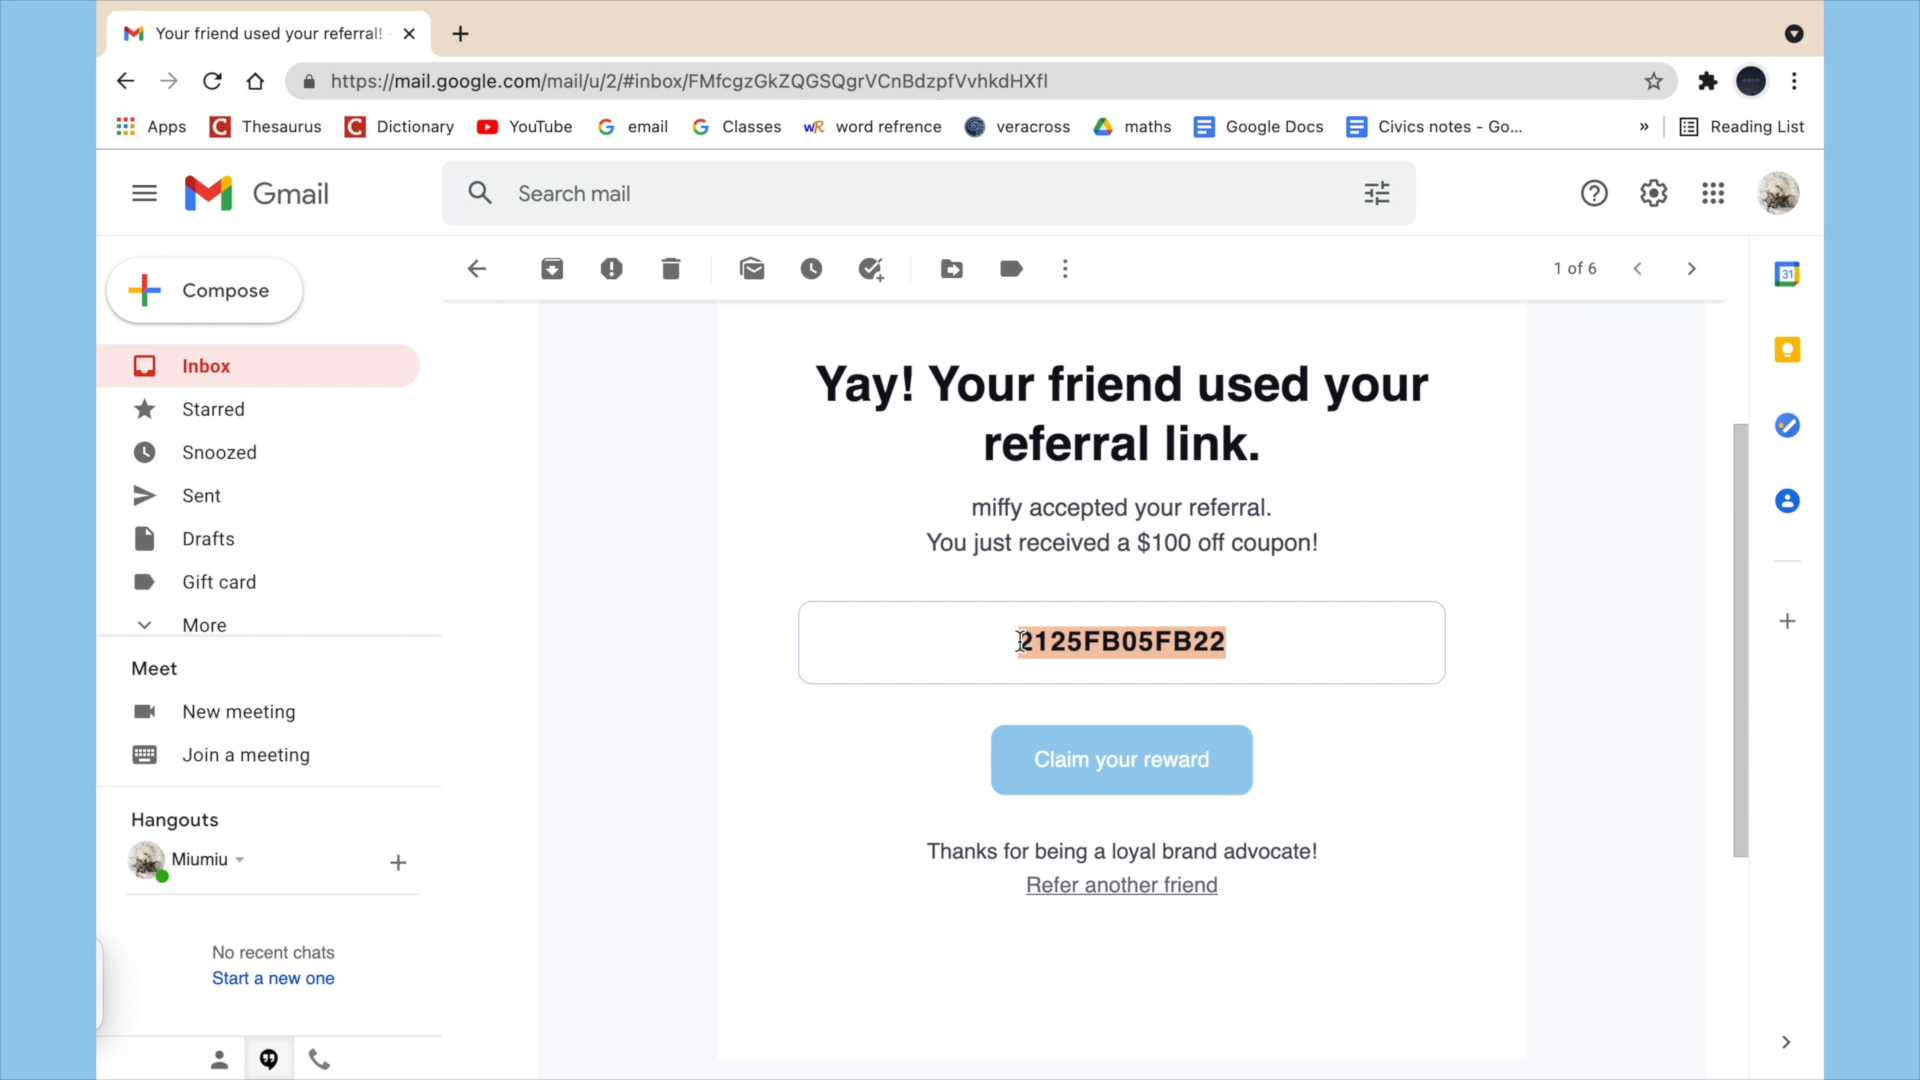 Your friend used your referral!
https://mail.google.com/mail/u/2/#inbox/FMfcgzGkZQGSQgrVCnBdzpfVvhkdHXfl
Apps Thesaurus Dictionary YouTube email Classes word refrence veracross maths Google Docs Civics notes - Go... » Reading List
Gmail
Search mail
1 of 6
Compose
Inbox
Starred
Snoozed
Sent
Drafts
Gift card
More
Meet
New meeting
Join a meeting
Hangouts
Miumiu
No recent chats
Start a new one
Yay! Your friend used your
referral link.
miffy accepted your referral.
You just received a $100 off coupon!
2125FB05FB22
Claim your reward
Thanks for being a loyal brand advocate!
Refer another friend
31